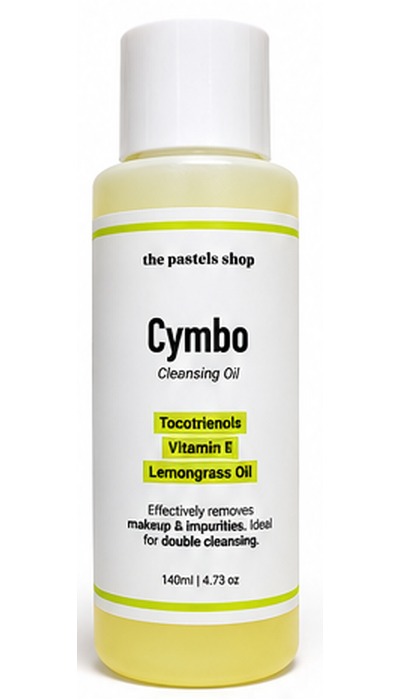 the pastels shop
Cymbo
Cleansing Oil
Tocotrienols
Vitamin E
Lemongrass Oil
Effectively removes
makeup & impurities. Ideal
for double cleansing.
140ml | 4.73 oz